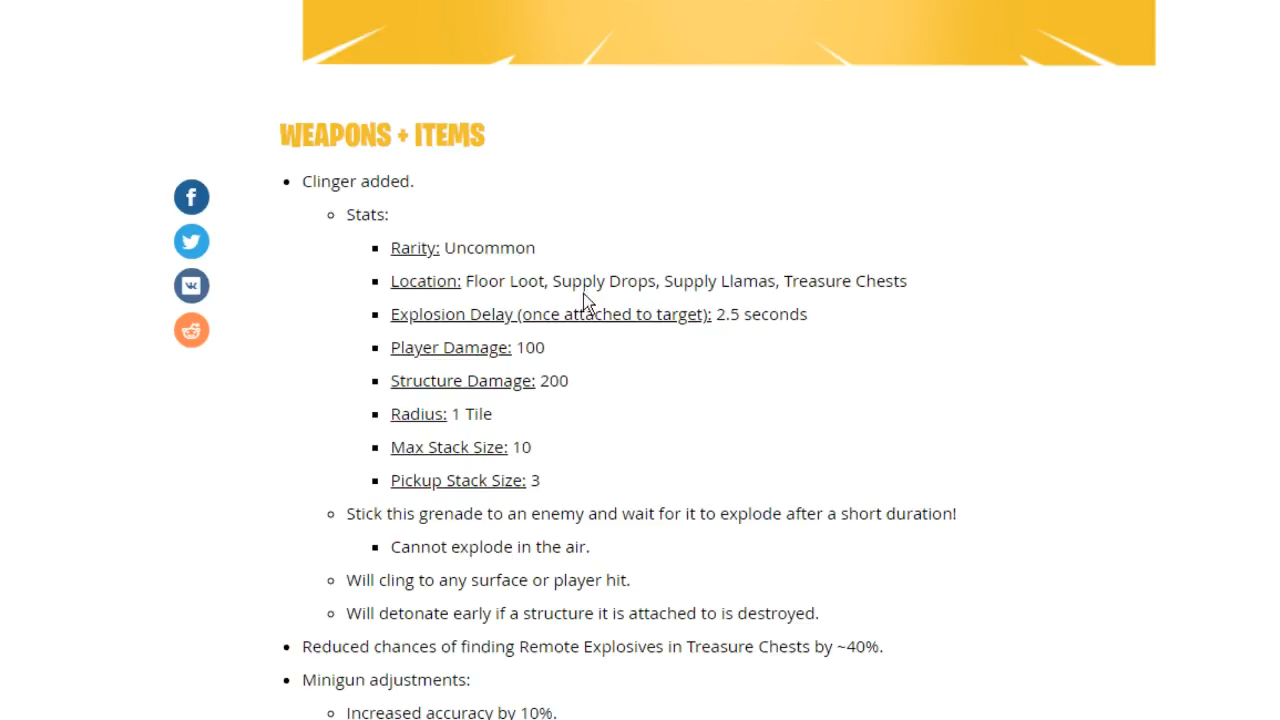 WEAPONS + ITEMS
Clinger added.
Stats:
Rarity: Uncommon
Location: Floor Loot, Supply Drops, Supply Llamas, Treasure Chests
Explosion Delay (once attached to target): 2.5 seconds
Player Damage: 100
Structure Damage: 200
Radius: 1 Tile
Max Stack Size: 10
Pickup Stack Size: 3
Stick this grenade to an enemy and wait for it to explode after a short duration!
Cannot explode in the air.
Will cling to any surface or player hit.
Will detonate early if a structure it is attached to is destroyed.
Reduced chances of finding Remote Explosives in Treasure Chests by ~40%.
Minigun adjustments:
Increased accuracy by 10%.